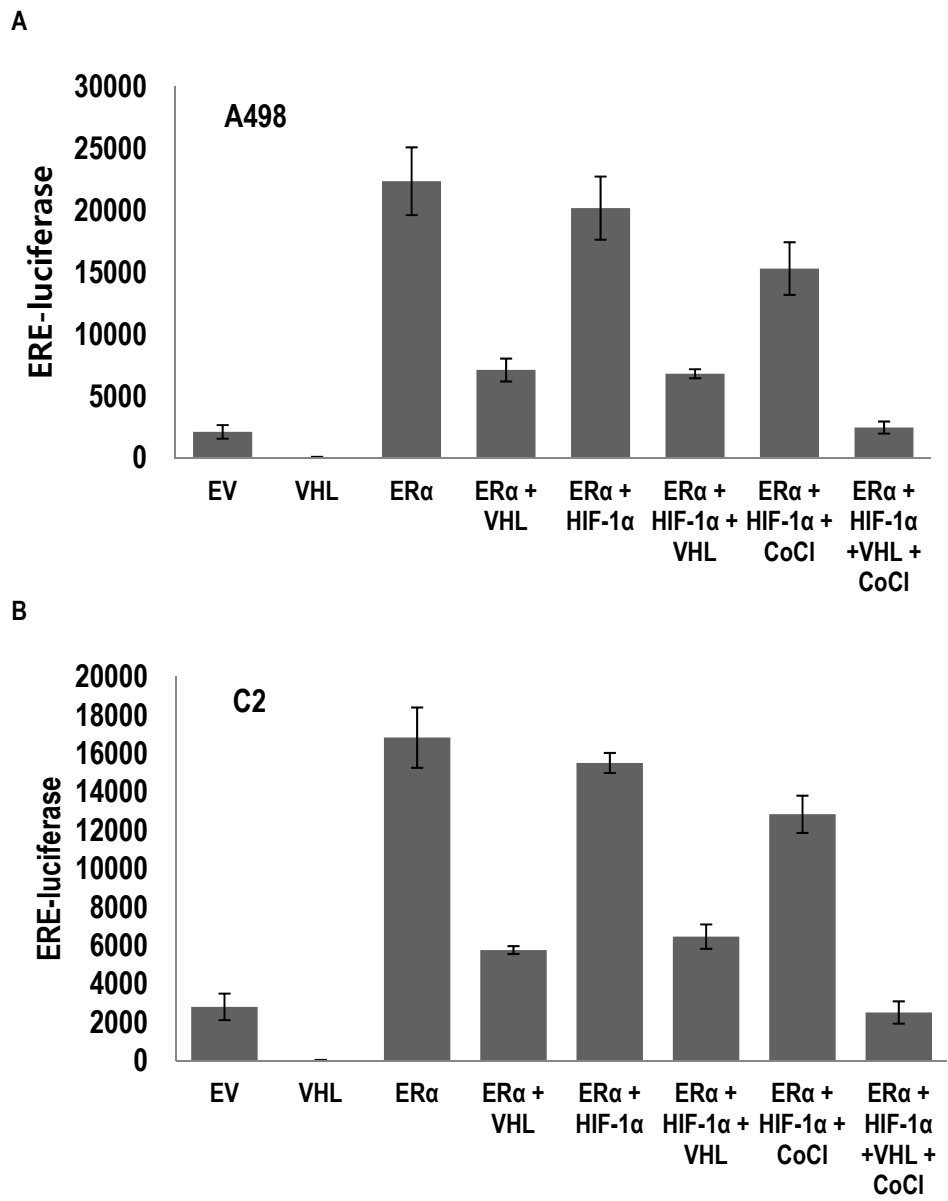 A
30000
25000
20000
15000
10000
5000
0
ERE-luciferase
A498
EV
VHL
ERα
ERα +
VHL
ERα +
HIF-1α
ERα +
HIF-1α +
VHL
ERα +
HIF-1α +
CoCl
ERα +
HIF-1α
+VHL +
CoCl
B
20000
18000
16000
14000
12000
10000
8000
6000
4000
2000
0
ERE-luciferase
C2
EV
VHL
ERα
ERα +
VHL
ERα +
HIF-1α
ERα +
HIF-1α +
VHL
ERα +
HIF-1α +
CoCl
ERα +
HIF-1α
+VHL +
CoCl